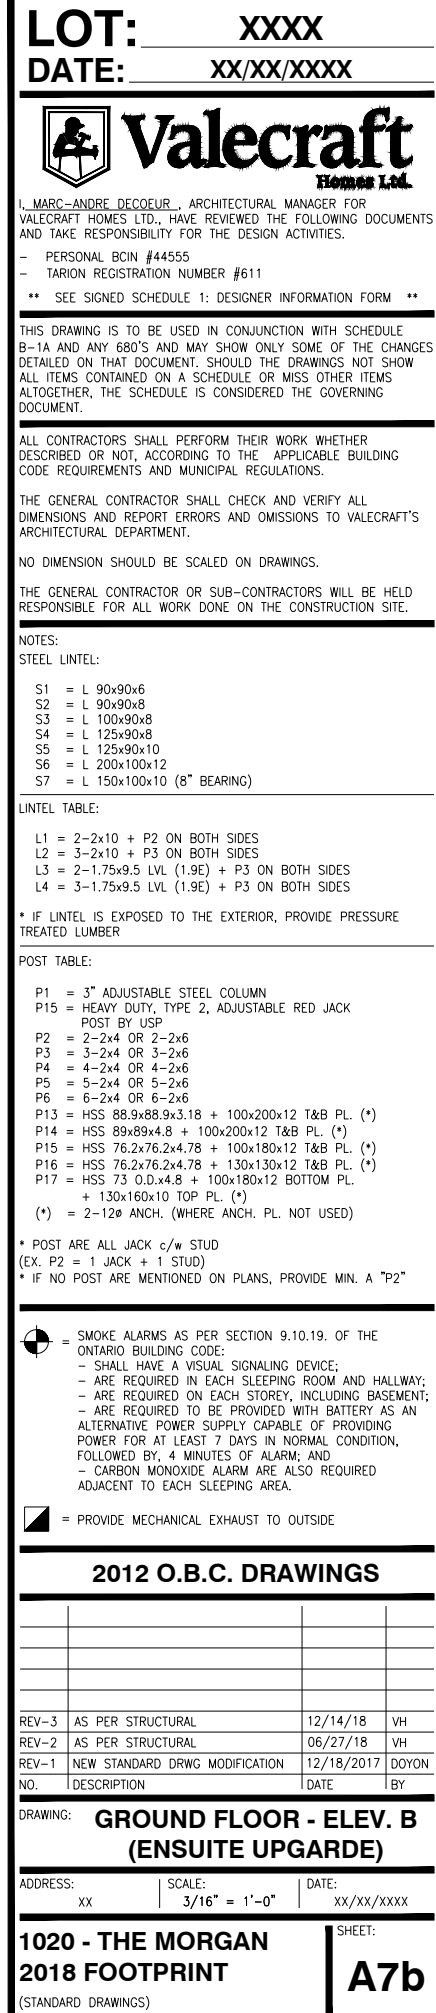 LOT: XXXX
DATE: XX/XX/XXXX
Valecraft
Homes Ltd.
I, MARC-ANDRE DECOEUR , ARCHITECTURAL MANAGER FOR
VALECRAFT HOMES LTD., HAVE REVIEWED THE FOLLOWING DOCUMENTS
AND TAKE RESPONSIBILITY FOR THE DESIGN ACTIVITIES.
- PERSONAL BCIN #44555
- TARION REGISTRATION NUMBER #611
** SEE SIGNED SCHEDULE 1: DESIGNER INFORMATION FORM **
THIS DRAWING IS TO BE USED IN CONJUNCTION WITH SCHEDULE
B-1A AND ANY 680'S AND MAY SHOW ONLY SOME OF THE CHANGES
DETAILED ON THAT DOCUMENT. SHOULD THE DRAWINGS NOT SHOW
ALL ITEMS CONTAINED ON A SCHEDULE OR MISS OTHER ITEMS
ALTOGETHER, THE SCHEDULE IS CONSIDERED THE GOVERNING
DOCUMENT.
ALL CONTRACTORS SHALL PERFORM THEIR WORK WHETHER
DESCRIBED OR NOT, ACCORDING TO THE APPLICABLE BUILDING
CODE REQUIREMENTS AND MUNICIPAL REGULATIONS.
THE GENERAL CONTRACTOR SHALL CHECK AND VERIFY ALL
DIMENSIONS AND REPORT ERRORS AND OMISSIONS TO VALECRAFT'S
ARCHITECTURAL DEPARTMENT.
NO DIMENSION SHOULD BE SCALED ON DRAWINGS.
THE GENERAL CONTRACTOR OR SUB-CONTRACTORS WILL BE HELD
RESPONSIBLE FOR ALL WORK DONE ON THE CONSTRUCTION SITE.
NOTES:
STEEL LINTEL:
S1 = L 90x90x6
S2 = L 90x90x8
S3 = L 100x90x8
S4 = L 125x90x8
S5 = L 125x90x10
S6 = L 200x100x12
S7 = L 150x100x10 (8" BEARING)
LINTEL TABLE:
L1 = 2-2x10 + P2 ON BOTH SIDES
L2 = 3-2x10 + P3 ON BOTH SIDES
L3 = 2-1.75x9.5 LVL (1.9E) + P3 ON BOTH SIDES
L4 = 3-1.75x9.5 LVL (1.9E) + P3 ON BOTH SIDES
* IF LINTEL IS EXPOSED TO THE EXTERIOR, PROVIDE PRESSURE
TREATED LUMBER
POST TABLE:
P1 = 3" ADJUSTABLE STEEL COLUMN
P15 = HEAVY DUTY, TYPE 2, ADJUSTABLE RED JACK
POST BY USP
P2 = 2-2x4 OR 2-2x6
P3 = 3-2x4 OR 3-2x6
P4 = 4-2x4 OR 4-2x6
P5 = 5-2x4 OR 5-2x6
P6 = 6-2x4 OR 6-2x6
P13 = HSS 88.9x88.9x3.18 + 100x200x12 T&B PL. (*)
P14 = HSS 89x89x4.8 + 100x200x12 T&B PL. (*)
P15 = HSS 76.2x76.2x4.78 + 100x180x12 T&B PL. (*)
P16 = HSS 76.2x76.2x4.78 + 130x130x12 T&B PL. (*)
P17 = HSS 73 O.D.x4.8 + 100x180x12 BOTTOM PL.
+ 130x160x10 TOP PL. (*)
(*) = 2-12ø ANCH. (WHERE ANCH. PL. NOT USED)
* POST ARE ALL JACK c/w STUD
(EX. P2 = 1 JACK + 1 STUD)
* IF NO POST ARE MENTIONED ON PLANS, PROVIDE MIN. A "P2"
= SMOKE ALARMS AS PER SECTION 9.10.19. OF THE
ONTARIO BUILDING CODE:
- SHALL HAVE A VISUAL SIGNALING DEVICE;
- ARE REQUIRED IN EACH SLEEPING ROOM AND HALLWAY;
- ARE REQUIRED ON EACH STOREY, INCLUDING BASEMENT;
- ARE REQUIRED TO BE PROVIDED WITH BATTERY AS AN
ALTERNATIVE POWER SUPPLY CAPABLE OF PROVIDING
POWER FOR AT LEAST 7 DAYS IN NORMAL CONDITION,
FOLLOWED BY, 4 MINUTES OF ALARM; AND
- CARBON MONOXIDE ALARM ARE ALSO REQUIRED
ADJACENT TO EACH SLEEPING AREA.
= PROVIDE MECHANICAL EXHAUST TO OUTSIDE
2012 O.B.C. DRAWINGS
REV-3 AS PER STRUCTURAL 12/14/18 VH
REV-2 AS PER STRUCTURAL 06/27/18 VH
REV-1 NEW STANDARD DRWG MODIFICATION 12/18/2017 DOYON
NO. DESCRIPTION DATE BY
DRAWING: GROUND FLOOR - ELEV. B
(ENSUITE UPGARDE)
ADDRESS: SCALE: DATE:
XX 3/16" = 1'-0" XX/XX/XXXX
1020 - THE MORGAN SHEET:
2018 FOOTPRINT A7b
(STANDARD DRAWINGS)